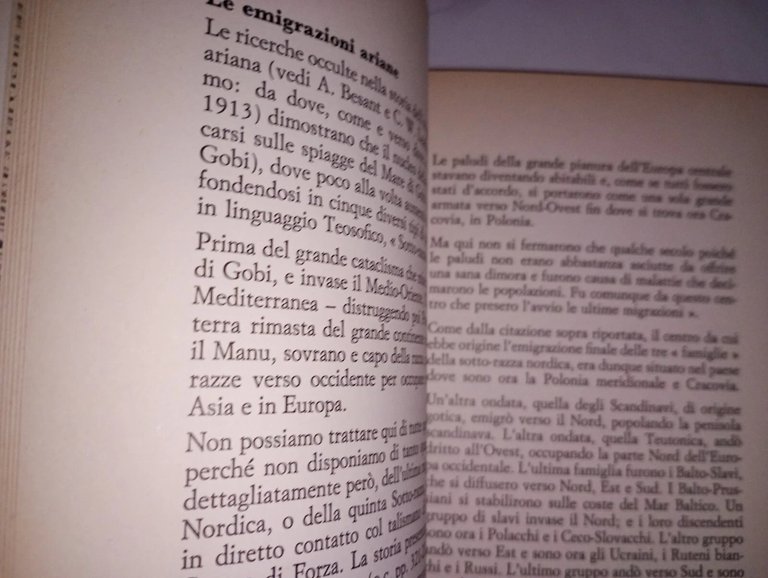 Le emigrazioni ariane
Le ricerche occulte nella storia
ariana (vedi A. Besant e C. W.
mo: da dove, come e verso
1913) dimostrano che il nucleo
carsi sulle spiagge del Mare di
Gobi), dove poco alla volta
fondendosi in cinque diversi tipi
in linguaggio Teosofico, «
Prima del grande cataclisma che
di Gobi, e invase il Medio-Oriente,
Mediterranea – distruggendo poi
terra rimasta del grande continente
il Manu, sovrano e capo della
razze verso occidente per occupare
Asia e in Europa.
Non possiamo trattare qui di
perché non disponiamo di tanto
dettagliatamente però, dell'ultima
Nordica, o della quinta
in diretto contatto col talismano
di Forza. La storia
pp.
Le paludi della grande pianura dell'Europa centrale
stavano diventando abitabili e, come se tutti fossero
stati d'accordo, si portarono come una sola grande
armata verso Nord-Ovest fin dove si trova ora Cra-
covia, in Polonia.
Ma qui non si fermarono che qualche secolo poiché
le paludi non erano abbastanza asciutte da offrire
una sana dimora e furono causa di malattie che deci-
marono le popolazioni. Fu comunque da questo cen-
tro che presero l'avvio le ultime migrazioni ».
Come dalla citazione sopra riportata, il centro da cui
ebbe origine l'emigrazione finale delle tre « famiglie »
della sotto-razza nordica, era dunque situato nel paese
dove sono ora la Polonia meridionale e Cracovia.
Un'altra ondata, quella degli Scandinavi, di origine
gotica, emigrò verso il Nord, popolando la penisola
scandinava. L'altra ondata, quella Teutonica, andò
dritto all'Ovest, occupando la parte Nord dell'Euro-
pa occidentale. L'ultima famiglia furono i Balto-Slavi,
che si diffusero verso Nord, Est e Sud. I Balto-Prus-
siani si stabilirono sulle coste del Mar Baltico. Un
gruppo di slavi invase il Nord; e i loro discendenti
sono ora i Polacchi e i Ceco-Slovacchi. L'altro gruppo
andò verso Est e sono ora gli Ucraini, i Ruteni bian-
chi e i Russi. L'ultimo gruppo andò verso Sud e sono